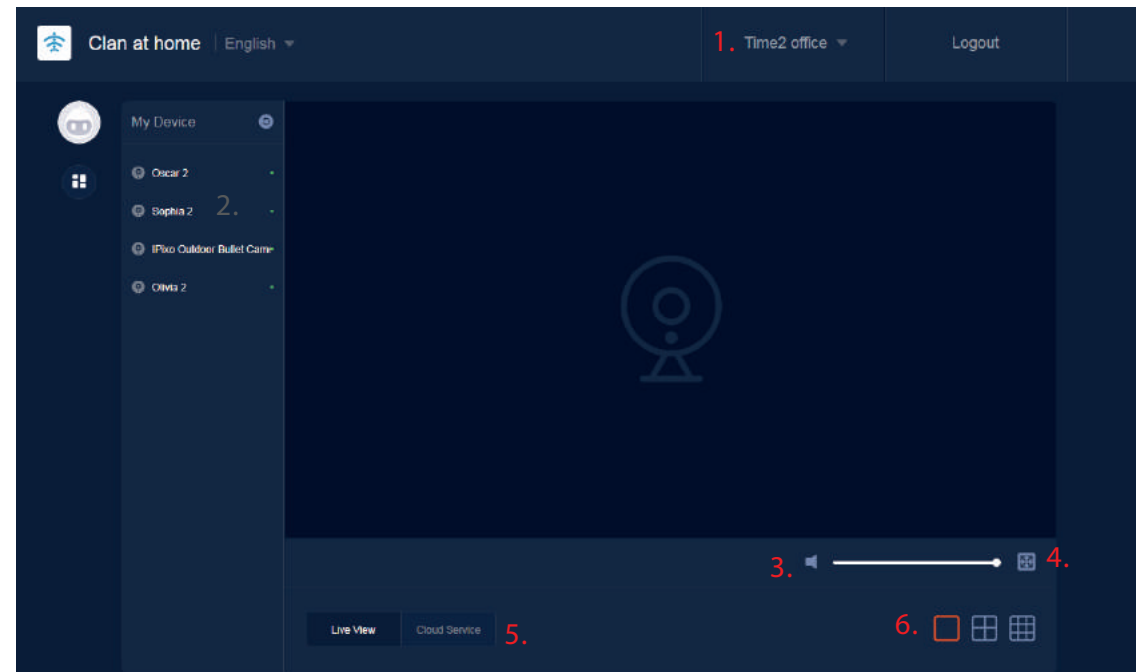 Clan at home English 1. Time2 office Logout
My Device
Oscar 2
Sophia 2 2.
IPixo Outdoor Bullet Came
Olivia 2
3. 4.
Live View Cloud Service 5. 6.